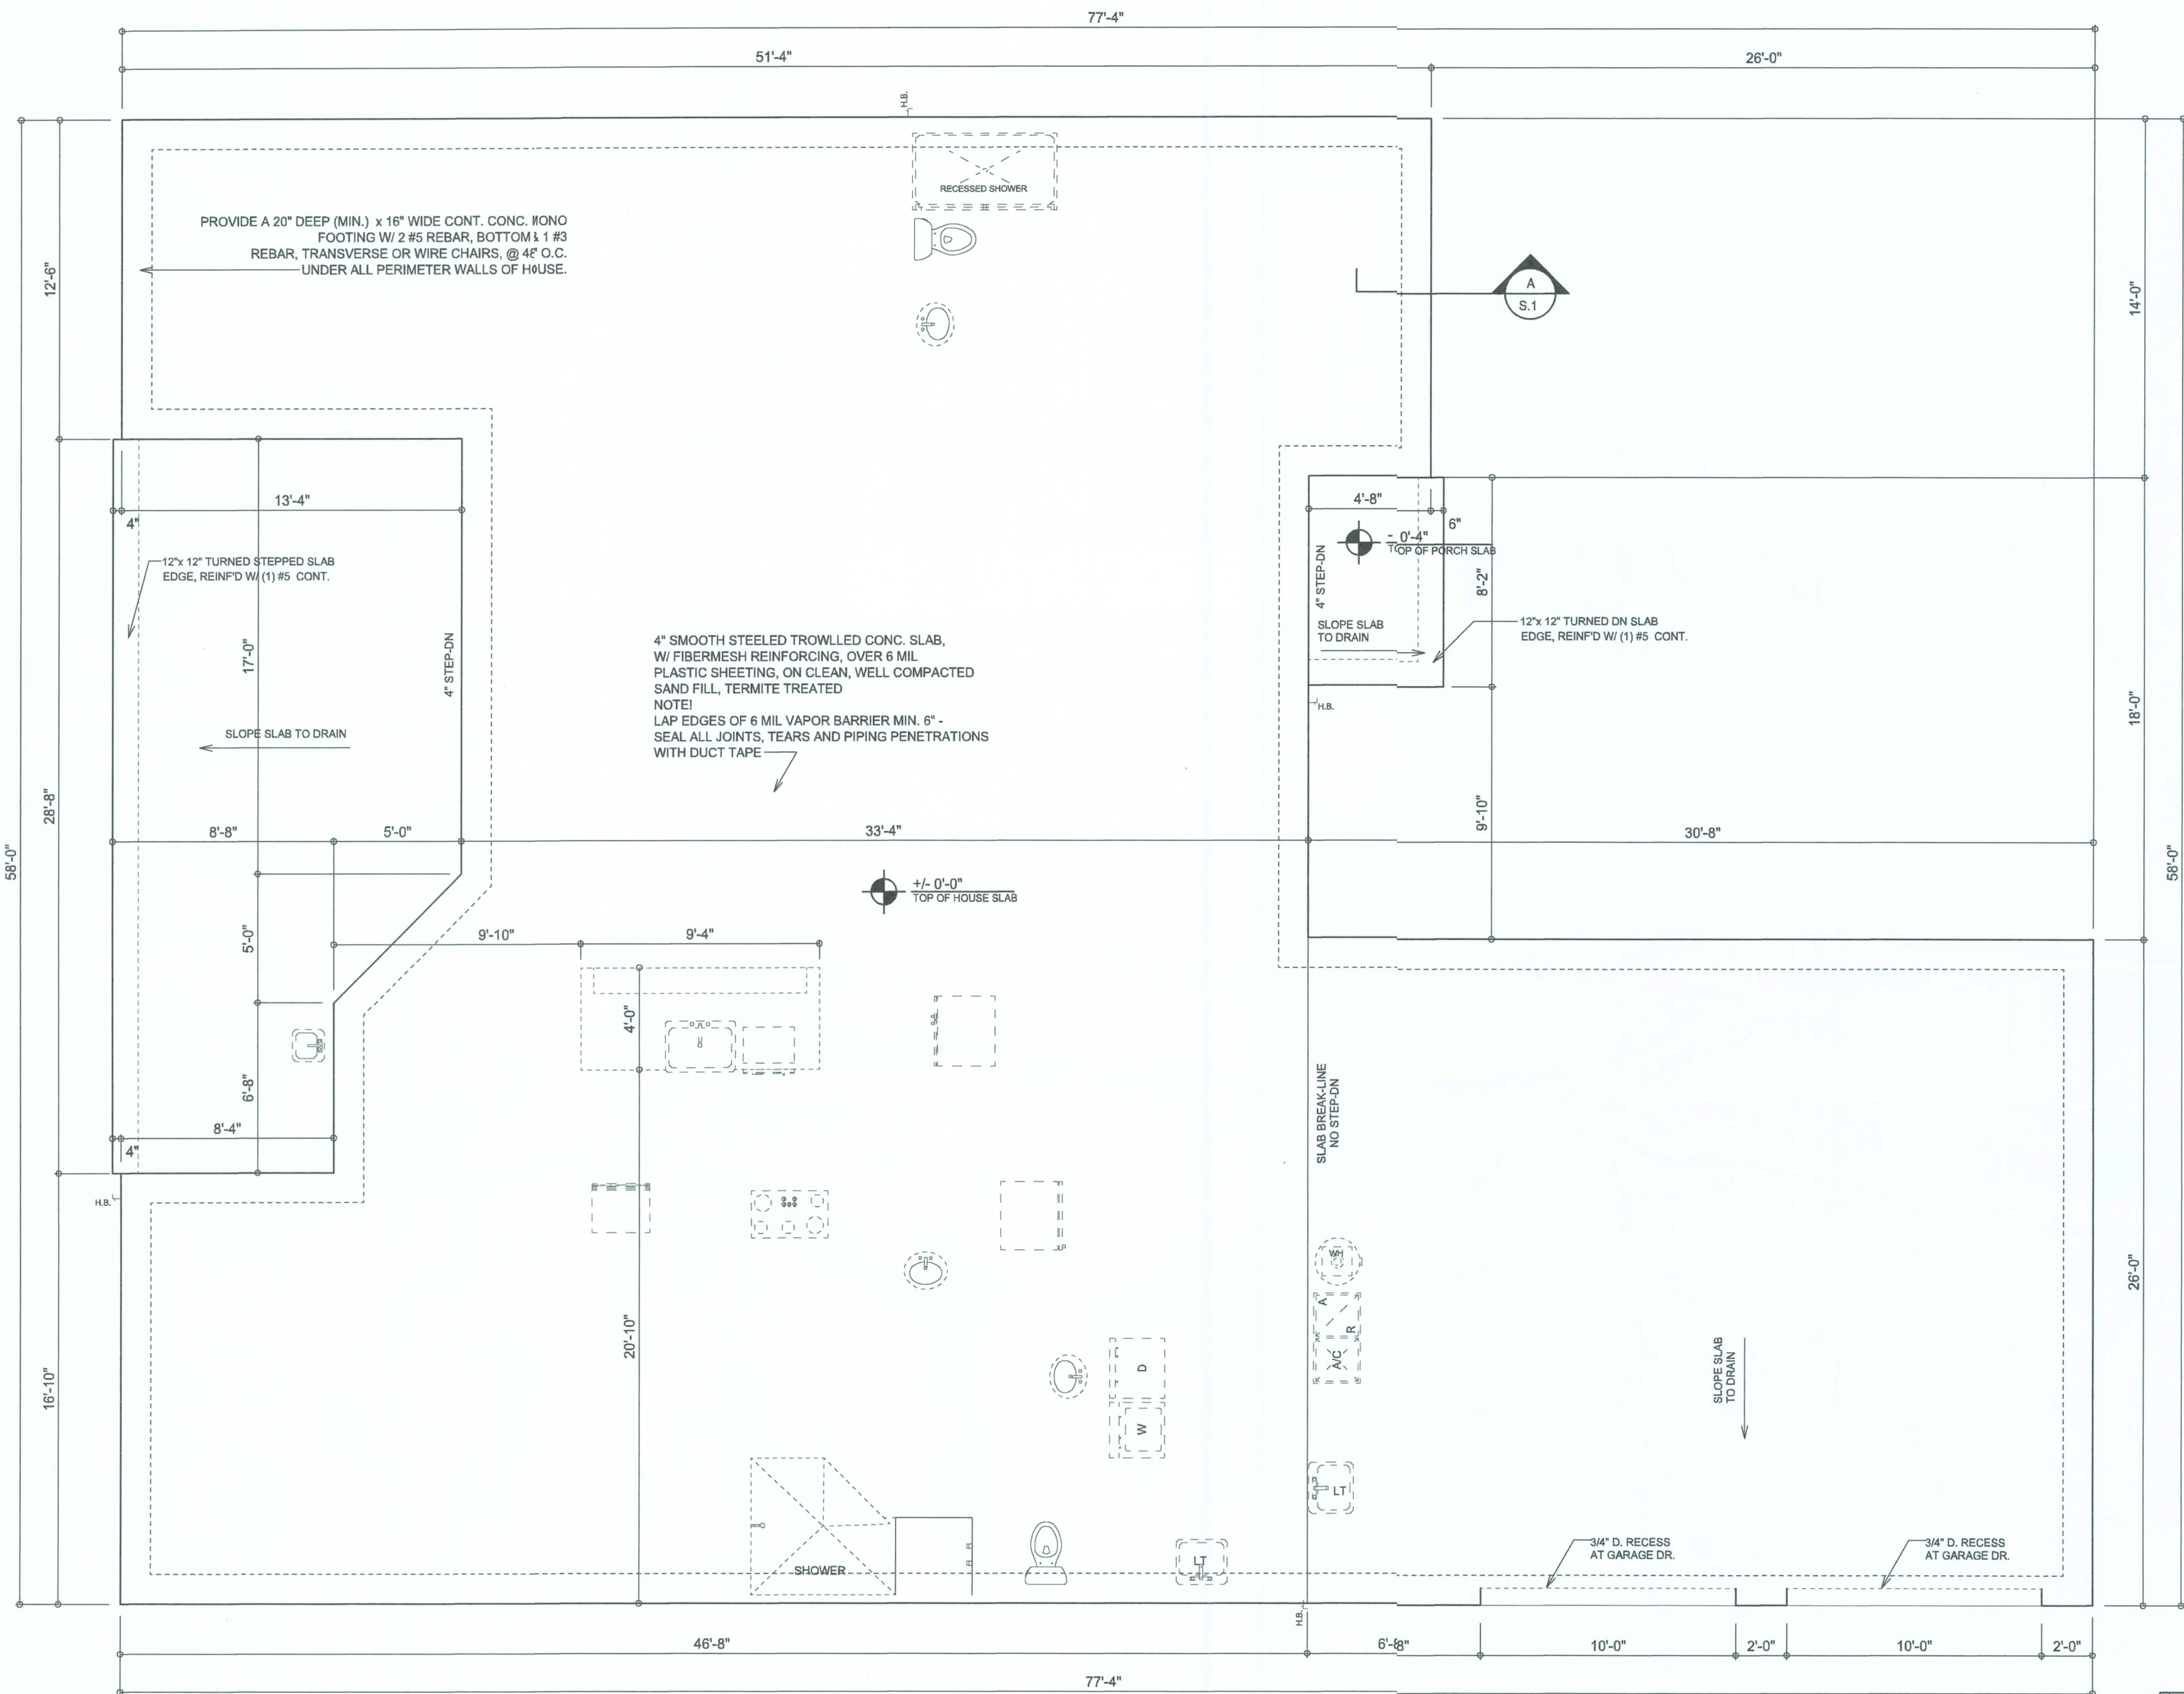 77'-4"
51'-4"
26'-0"
H.B.
RECESSED SHOWER
PROVIDE A 20" DEEP (MIN.) x 16" WIDE CONT. CONC. MONO
FOOTING W/ 2 #5 REBAR, BOTTOM & 1 #3
REBAR, TRANSVERSE OR WIRE CHAIRS, @ 48" O.C.
UNDER ALL PERIMETER WALLS OF HOUSE.
12'-6"
14'-0"
A
S.1
13'-4"
4"
4'-8"
6"
- 0'-4"
TOP OF PORCH SLAB
12"x 12" TURNED STEPPED SLAB
EDGE, REINF'D W/ (1) #5 CONT.
4" STEP-DN
8'-2"
SLOPE SLAB
TO DRAIN
12"x 12" TURNED DN SLAB
EDGE, REINF'D W/ (1) #5 CONT.
17'-0"
4" STEP-DN
4" SMOOTH STEELED TROWLLED CONC. SLAB,
W/ FIBERMESH REINFORCING, OVER 6 MIL
PLASTIC SHEETING, ON CLEAN, WELL COMPACTED
SAND FILL, TERMITE TREATED
NOTE!
LAP EDGES OF 6 MIL VAPOR BARRIER MIN. 6" -
SEAL ALL JOINTS, TEARS AND PIPING PENETRATIONS
WITH DUCT TAPE
H.B.
18'-0"
SLOPE SLAB TO DRAIN
28'-8"
58'-0"
8'-8"
5'-0"
33'-4"
9'-10"
30'-8"
58'-0"
+/- 0'-0"
TOP OF HOUSE SLAB
5'-0"
9'-10"
9'-4"
4'-0"
6'-8"
8'-4"
4"
SLAB BREAK-LINE
NO STEP-DN
H.B.
WH
26'-0"
A
R
A/C
20'-10"
D
W
16'-10"
SLOPE SLAB
TO DRAIN
LT
LT
SHOWER
3/4" D. RECESS
AT GARAGE DR.
3/4" D. RECESS
AT GARAGE DR.
H.B.
46'-8"
6'-8"
10'-0"
2'-0"
10'-0"
2'-0"
77'-4"